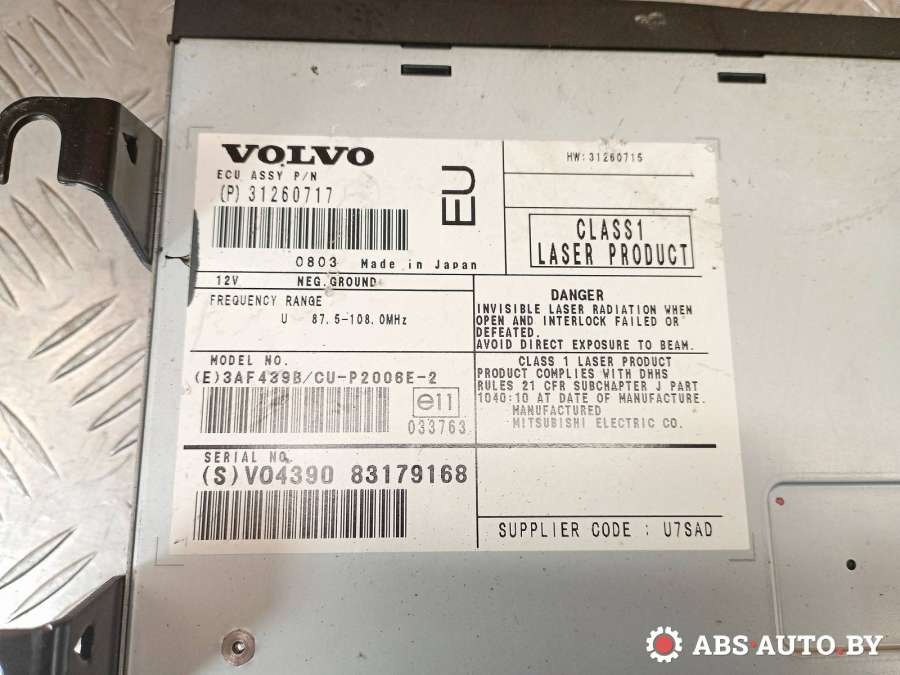 VOLVO
ECU ASSY P/N
(P) 31260717
EU
0803 Made in Japan
HW:31260715
CLASS1
LASER PRODUCT
12V NEG.GROUND
FREQUENCY RANGE
U 87.5-108.0MHz
DANGER
INVISIBLE LASER RADIATION WHEN
OPEN AND INTERLOCK FAILED OR
DEFEATED.
AVOID DIRECT EXPOSURE TO BEAM.
MODEL NO.
(E)3AF439B/CU-P2006E-2
e11
033763
CLASS 1 LASER PRODUCT
PRODUCT COMPLIES WITH DHHS
RULES 21 CFR SUBCHAPTER J PART
1040:10 AT DATE OF MANUFACTURE.
MANUFACTURED
MITSUBISHI ELECTRIC CO.
SERIAL NO.
(S)VO4390 83179168
SUPPLIER CODE : U7SAD
ABS-AUTO.BY